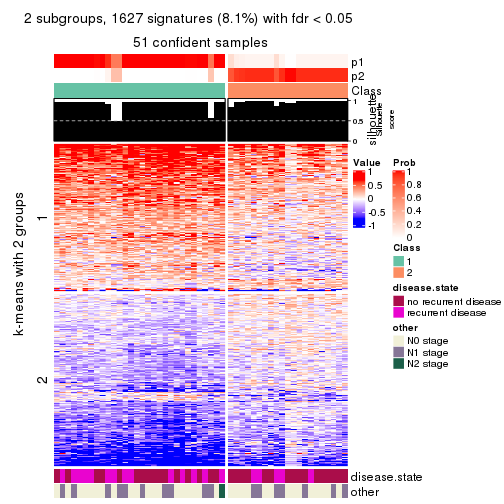 2 subgroups, 1627 signatures (8.1%) with fdr < 0.05
51 confident samples
p1
p2
Class
1
0.5
0
silhouette
Silhouette
score
k-means with 2 groups
1
2
Value
1
0.5
0
-0.5
-1
Prob
1
0.8
0.6
0.4
0.2
0
Class
1
2
disease.state
no recurrent disease
recurrent disease
other
N0 stage
N1 stage
N2 stage
disease.state
other